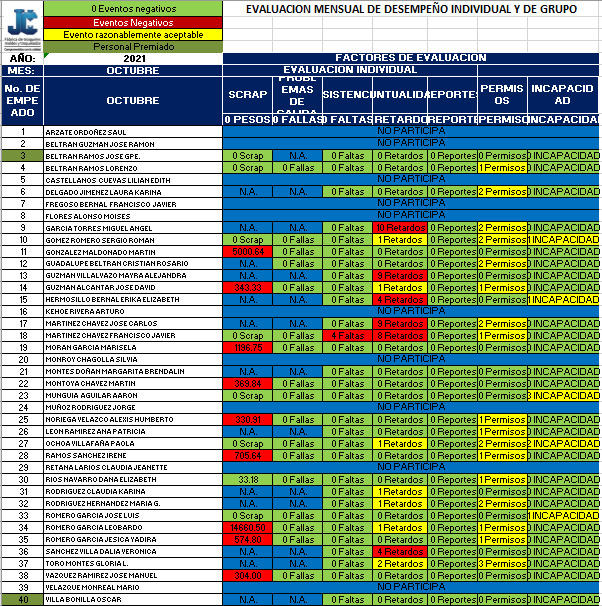 0 Eventos negativos
EVALUACION MENSUAL DE DESEMPEÑO INDIVIDUAL Y DE GRUPO
Eventos Negativos
Evento razonablemente aceptable
Personal Premiado
AÑO: 2021 FACTORES DE EVALUACION
MES: OCTUBRE EVALUACION INDIVIDUAL
No. DE EMPEADO OCTUBRE SCRAP PROBLEMAS DE SISTENC NTUALID EPORTE PERMISOS INCAPACIDAD
0 PESOS 0 FALLAS 0 FALTAS RETARDO REPORTE PERMISO INCAPACIDA
1 ARZATE ORDOÑEZ SAUL NO PARTICIPA
2 BELTRAN GUZMAN JOSE RAMON NO PARTICIPA
3 BELTRAN RAMOS JOSE GPE. 0 Scrap N.A. 0 Faltas 0 Retardos 0 Reportes 0 Permisos 0 INCAPACIDAD
4 BELTRAN RAMOS LORENZO 0 Scrap 0 Fallas 0 Faltas 0 Retardos 0 Reportes 1 Permisos 0 INCAPACIDAD
5 CASTELLANOS CUEVAS LILIAN EDITH NO PARTICIPA
6 DELGADO JIMENEZ LAURA KARINA N.A. N.A. 0 Faltas 0 Retardos 0 Reportes 2 Permisos 0 INCAPACIDAD
7 FREGOSO BERNAL FRANCISCO JAVIER NO PARTICIPA
8 FLORES ALONSO MOISES NO PARTICIPA
9 GARCIA TORRES MIGUEL ANGEL N.A. N.A. 0 Faltas 10 Retardos 0 Reportes 2 Permisos 0 INCAPACIDAD
10 GOMEZ ROMERO SERGIO ROMAN 0 Scrap 0 Fallas 0 Faltas 1 Retardos 0 Reportes 2 Permisos 1 INCAPACIDAD
11 GONZALEZ MALDONADO MARTIN 5000.64 0 Fallas 0 Faltas 0 Retardos 0 Reportes 0 Permisos 0 INCAPACIDAD
12 GUADALUPE BELTRAN CRISTIAN ROSARIO N.A. 0 Fallas 0 Faltas 0 Retardos 0 Reportes 2 Permisos 0 INCAPACIDAD
13 GUZMAN VILLALVAZO MAYRA ALEJANDRA N.A. N.A. 0 Faltas 9 Retardos 0 Reportes 0 Permisos 0 INCAPACIDAD
14 GUZMAN ALCANTAR JOSE DAVID 343.33 0 Fallas 0 Faltas 1 Retardos 0 Reportes 1 Permisos 0 INCAPACIDAD
15 HERMOSILLO BERNAL ERIKA ELIZABETH N.A. N.A. 0 Faltas 4 Retardos 0 Reportes 0 Permisos 1 INCAPACIDAD
16 KEHOE RIVERA ARTURO NO PARTICIPA
17 MARTINEZ CHAVEZ JOSE CARLOS N.A. N.A. 0 Faltas 9 Retardos 0 Reportes 2 Permisos 0 INCAPACIDAD
18 MARTINEZ CHAVEZ FRANCISCO JAVIER 0 Scrap 0 Fallas 4 Faltas 8 Retardos 0 Reportes 1 Permisos 0 INCAPACIDAD
19 MORAN GARCIA MARISELA 1196.75 0 Fallas 0 Faltas 0 Retardos 0 Reportes 0 Permisos 0 INCAPACIDAD
20 MONROY CHAGOLLA SILVIA NO PARTICIPA
21 MONTES DOÑAN MARGARITA BRENDALIN N.A. N.A. 0 Faltas 0 Retardos 0 Reportes 0 Permisos 0 INCAPACIDAD
22 MONTOYA CHAVEZ MARTIN 369.84 0 Fallas 0 Faltas 0 Retardos 0 Reportes 0 Permisos 0 INCAPACIDAD
23 MUNGUIA AGUILAR AARON 0 Scrap 0 Fallas 0 Faltas 0 Retardos 0 Reportes 0 Permisos 3 INCAPACIDAD
24 MUÑOZ RODRIGUEZ JORGE NO PARTICIPA
25 NORIEGA VELAZCO ALEXIS HUMBERTO 330.91 0 Fallas 0 Faltas 0 Retardos 0 Reportes 1 Permisos 0 INCAPACIDAD
26 LEON RAMIREZ ANA PATRICIA N.A. N.A. 0 Faltas 0 Retardos 0 Reportes 1 Permisos 0 INCAPACIDAD
27 OCHOA VILLAFAÑA PAOLA 0 Scrap 0 Fallas 0 Faltas 1 Retardos 0 Reportes 2 Permisos 2 INCAPACIDAD
28 RAMOS SANCHEZ IRENE 705.64 0 Fallas 0 Faltas 0 Retardos 0 Reportes 1 Permisos 0 INCAPACIDAD
29 RETANA LARIOS CLAUDIA JEANETTE NO PARTICIPA
30 RIOS NAVARRO DANA ELIZABETH 33.18 0 Fallas 0 Faltas 0 Retardos 0 Reportes 1 Permisos 0 INCAPACIDAD
31 RODRIGUEZ CLAUDIA KARINA N.A. N.A. 0 Faltas 1 Retardos 0 Reportes 0 Permisos 0 INCAPACIDAD
32 RODRIGUEZ HERNANDEZ MARIA G. N.A. N.A. 0 Faltas 1 Retardos 0 Reportes 2 Permisos 0 INCAPACIDAD
33 ROMERO GARCIA JOSE LUIS 0 Scrap 0 Fallas 0 Faltas 0 Retardos 0 Reportes 0 Permisos 1 INCAPACIDAD
34 ROMERO GARCIA LEOBARDO 14660.50 0 Fallas 0 Faltas 1 Retardos 0 Reportes 1 Permisos 0 INCAPACIDAD
35 ROMERO GARCIA JESICA YADIRA 574.80 0 Fallas 0 Faltas 0 Retardos 0 Reportes 1 Permisos 0 INCAPACIDAD
36 SANCHEZ VILLA DALIA VERONICA N.A. N.A. 0 Faltas 4 Retardos 0 Reportes 0 Permisos 0 INCAPACIDAD
37 TORO MONTES GLORIA L. N.A. N.A. 0 Faltas 2 Retardos 0 Reportes 3 Permisos 0 INCAPACIDAD
38 VAZQUEZ RAMIREZ JOSE MANUEL 304.00 0 Fallas 0 Faltas 0 Retardos 0 Reportes 0 Permisos 0 INCAPACIDAD
39 VELAZQUE MONREAL MARIO NO PARTICIPA
40 VILLA BONILLA OSCAR N.A. N.A. 0 Faltas 0 Retardos 0 Reportes 0 Permisos 0 INCAPACIDAD